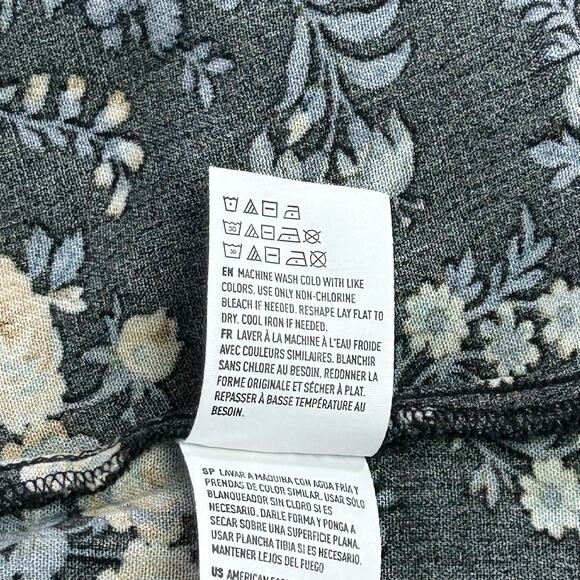 EN MACHINE WASH COLD WITH LIKE
COLORS. USE ONLY NON-CHLORINE
BLEACH IF NEEDED. RESHAPE LAY FLAT TO
DRY. COOL IRON IF NEEDED.
FR LAVER À LA MACHINE À L'EAU FROIDE
AVEC COULEURS SIMILAIRES. BLANCHIR
SANS CHLORE AU BESOIN. REDONNER LA
FORME ORIGINALE ET SÉCHER À PLAT.
REPASSER À BASSE TEMPÉRATURE AU
BESOIN.
SP LAVAR A MAQUINA CON AGUA FRÍA Y
PRENDAS DE COLOR SIMILAR. USAR SÓLO
BLANQUEADOR SIN CLORO SI ES
NECESARIO. DARLE FORMA Y PONGA A
SECAR SOBRE UNA SUPERFICIE PLANA.
USAR PLANCHA TIBIA SI ES NECESARIO.
MANTENER LEJOS DEL FUEGO
US AMERICAN